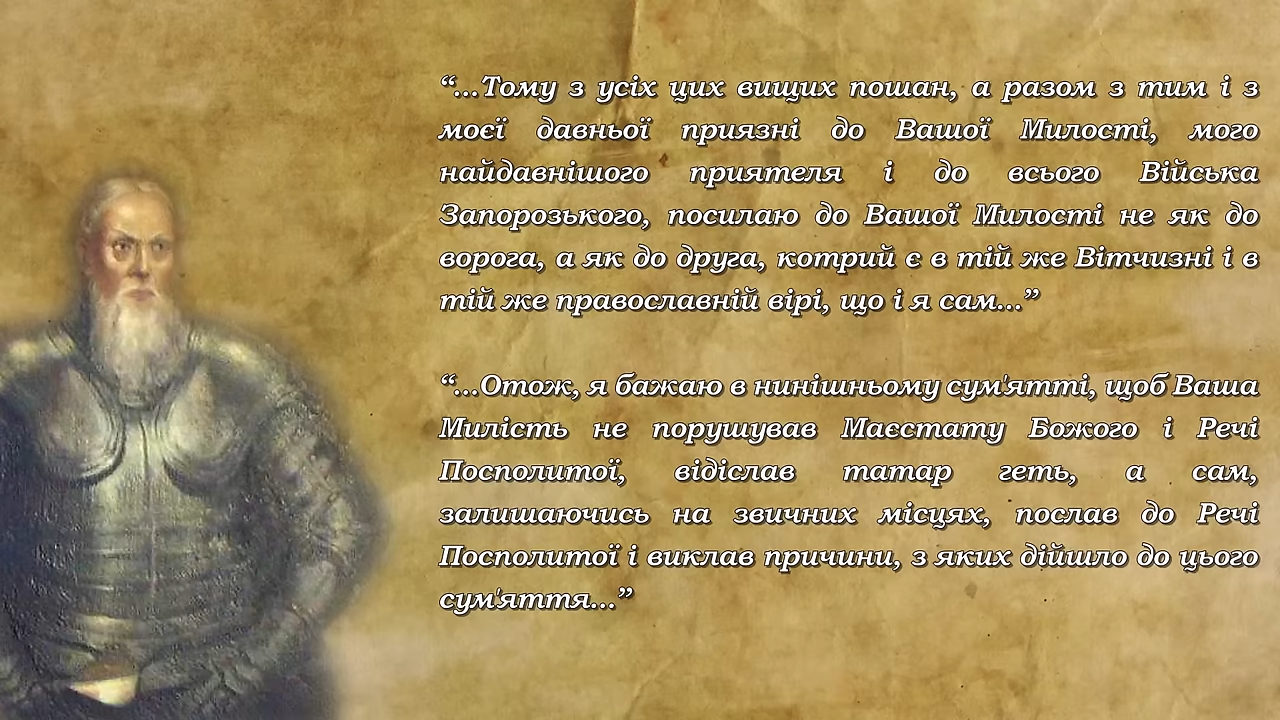 “...Тому з усіх цих вищих пошан, а разом з тим і з
моєї давньої приязні до Вашої Милості, мого
найдавнішого приятеля і до всього Війська
Запорозького, посилаю до Вашої Милості не як до
ворога, а як до друга, котрий є в тій же Вітчизні і в
тій же православній вірі, що і я сам...”
“...Отож, я бажаю в нинішньому сум'ятті, щоб Ваша
Милість не порушував Маєстату Божого і Речі
Посполитої, відіслав татар геть, а сам,
залишаючись на звичних місцях, послав до Речі
Посполитої і виклав причини, з яких дійшло до цього
сум'яття...”